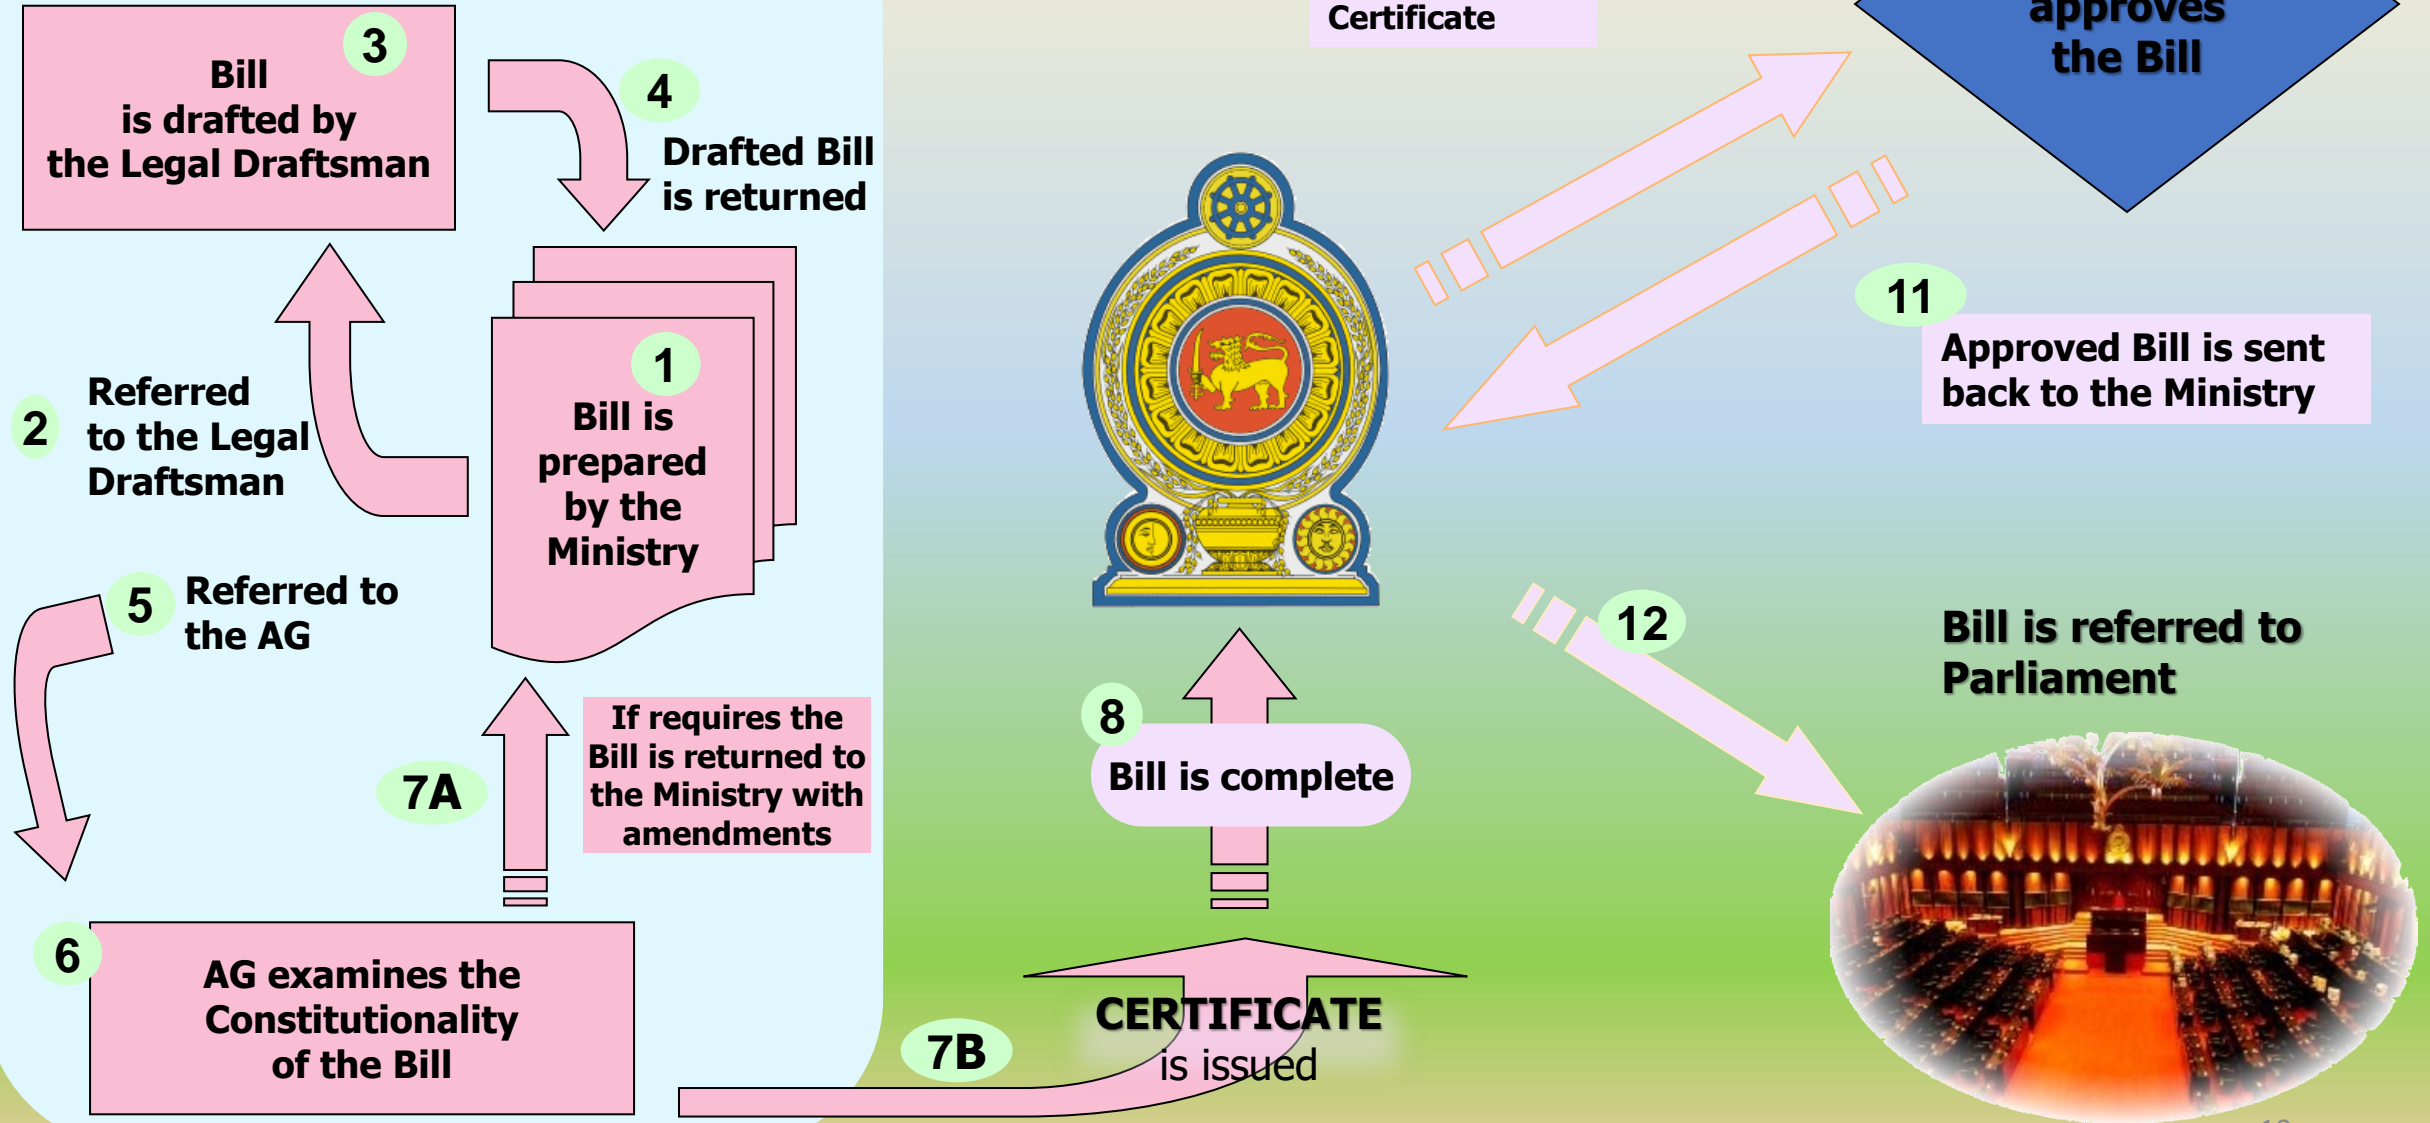 3
Bill
is drafted by
the Legal Draftsman
4
Drafted Bill
is returned
2
Referred
to the Legal
Draftsman
1
Bill is
prepared
by the
Ministry
5
Referred to
the AG
7A
If requires the
Bill is returned to
the Ministry with
amendments
6
AG examines the
Constitutionality
of the Bill
7B
CERTIFICATE
is issued
8
Bill is complete
Certificate
approves
the Bill
11
Approved Bill is sent
back to the Ministry
12
Bill is referred to
Parliament